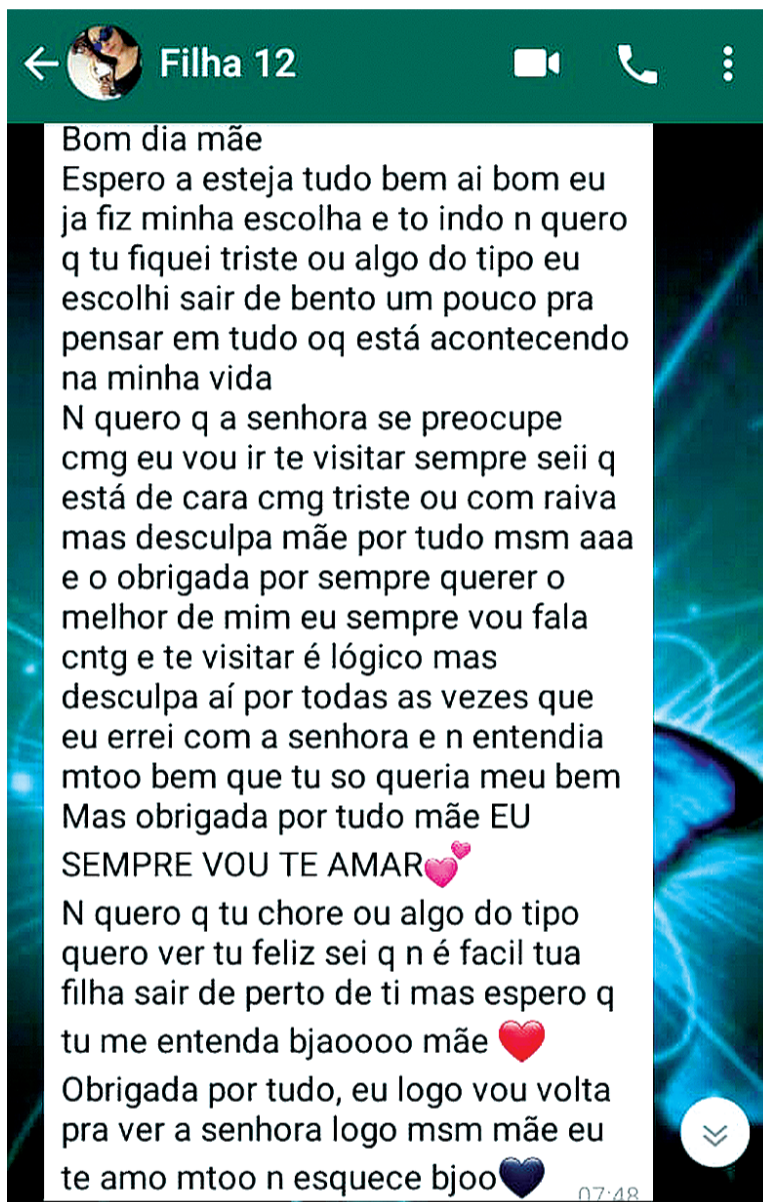 Filha 12
Bom dia mãe
Espero a esteja tudo bem ai bom eu
ja fiz minha escolha e to indo n quero
q tu fiquei triste ou algo do tipo eu
escolhi sair de bento um pouco pra
pensar em tudo oq está acontecendo
na minha vida
N quero q a senhora se preocupe
cmg eu vou ir te visitar sempre seii q
está de cara cmg triste ou com raiva
mas desculpa mãe por tudo msm aaa
e o obrigada por sempre querer o
melhor de mim eu sempre vou fala
cntg e te visitar é lógico mas
desculpa aí por todas as vezes que
eu errei com a senhora e n entendia
mtoo bem que tu so queria meu bem
Mas obrigada por tudo mãe EU
SEMPRE VOU TE AMAR💕
N quero q tu chore ou algo do tipo
quero ver tu feliz sei q n é facil tua
filha sair de perto de ti mas espero q
tu me entenda bjaoooo mãe ❤️
Obrigada por tudo, eu logo vou volta
pra ver a senhora logo msm mãe eu
te amo mtoo n esquece bjoo🖤
07:48